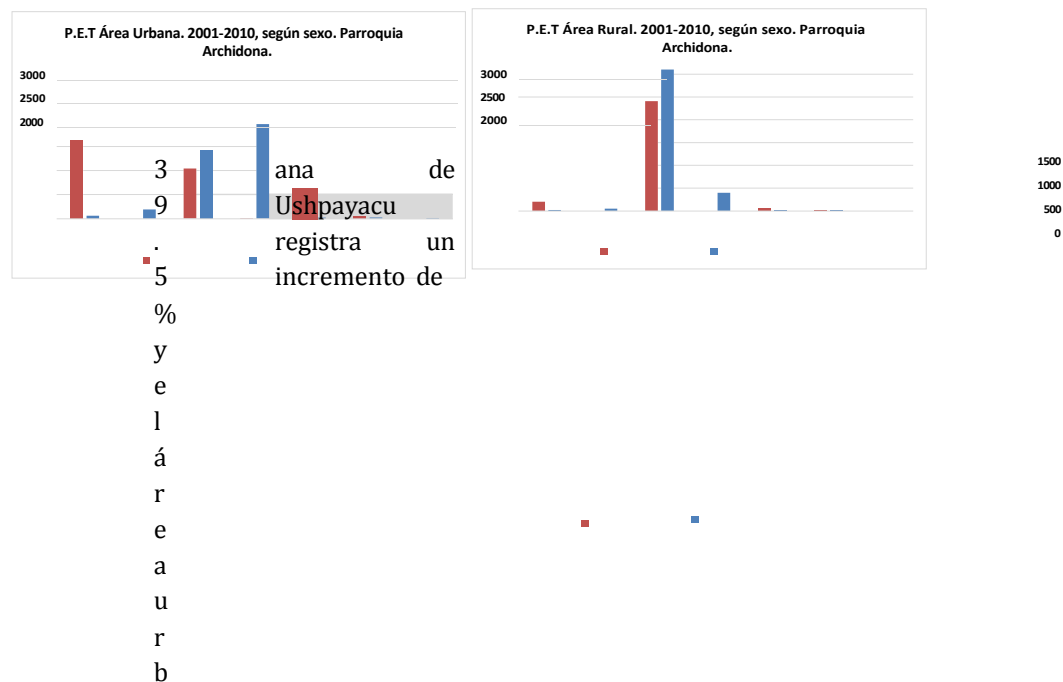 P.E.T Área Urbana. 2001-2010, según sexo. Parroquia
Archidona.
3000
2500
2000
P.E.T Área Rural. 2001-2010, según sexo. Parroquia
Archidona.
3000
2500
2000
1500
1000
500
0
3
9
.
5
%
y
e
l
á
r
e
a
u
r
b
ana de
Ushpayacu
registra un
incremento de